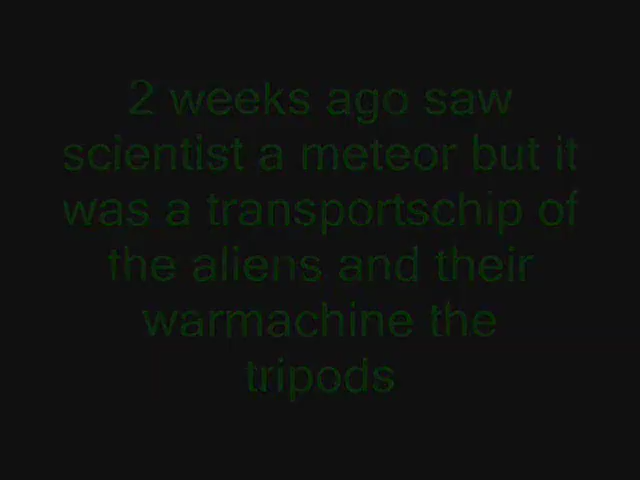 2 weeks ago saw
scientist a meteor but it
was a transportschip of
the aliens and their
warmachine the
tripods